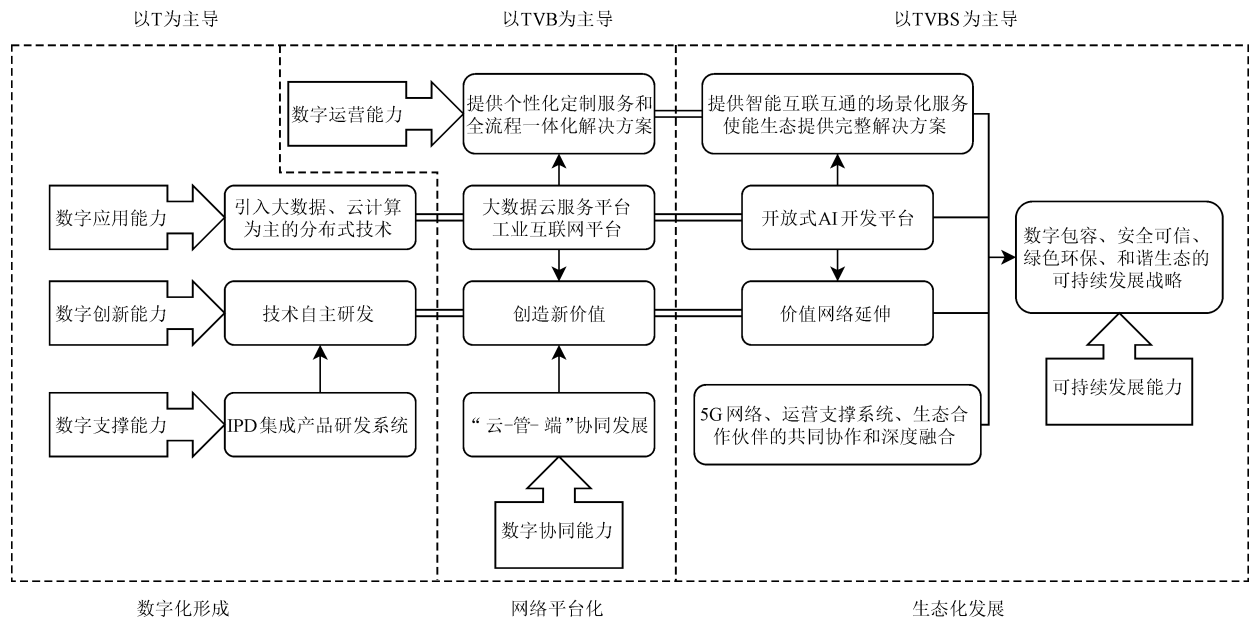 以T为主导
以TVB为主导
以TVBS为主导
数字运营能力
提供个性化定制服务和
全流程一体化解决方案
提供智能互联互通的场景化服务
使能生态提供完整解决方案
数字应用能力
引入大数据、云计算
为主的分布式技术
大数据云服务平台
工业互联网平台
开放式AI开发平台
数字包容、安全可信、
绿色环保、和谐生态的
可持续发展战略
数字创新能力
技术自主研发
创造新价值
价值网络延伸
可持续发展能力
数字支撑能力
IPD集成产品研发系统
“云-管-端”协同发展
5G网络、运营支撑系统、生态合
作伙伴的共同协作和深度融合
数字协同能力
数字化形成
网络平台化
生态化发展